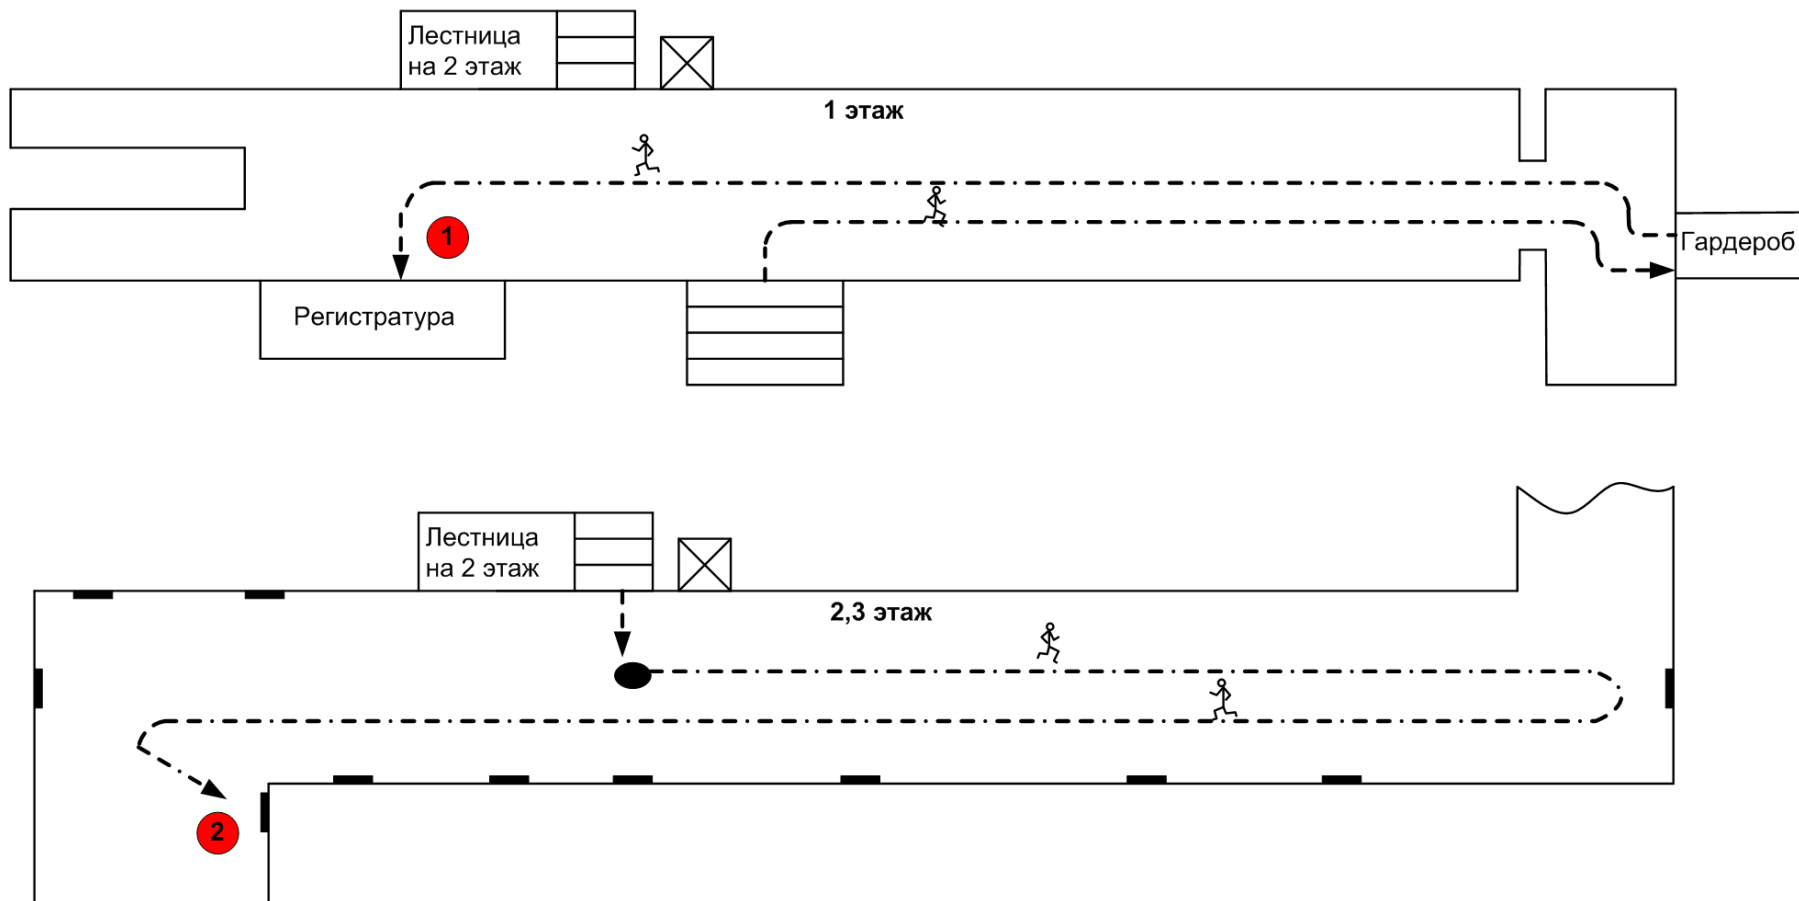 Лестница
на 2 этаж
1 этаж
1
Гардероб
Регистратура
Лестница
на 2 этаж
2,3 этаж
2